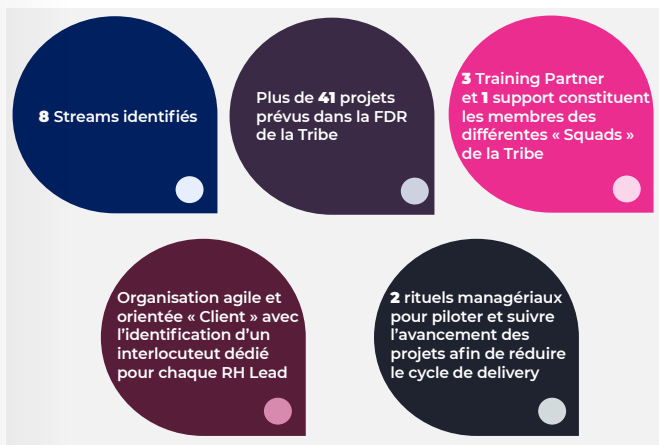 8 Streams identifiés
Plus de 41 projets
prévus dans la FDR
de la Tribe
3 Training Partner
et 1 support constituent
les membres des
différentes « Squads »
de la Tribe
Organisation agile et
orientée « Client » avec
l'identification d'un
interlocuteut dédié
pour chaque RH Lead
2 rituels managériaux
pour piloter et suivre
l'avancement des
projets afin de réduire
le cycle de delivery